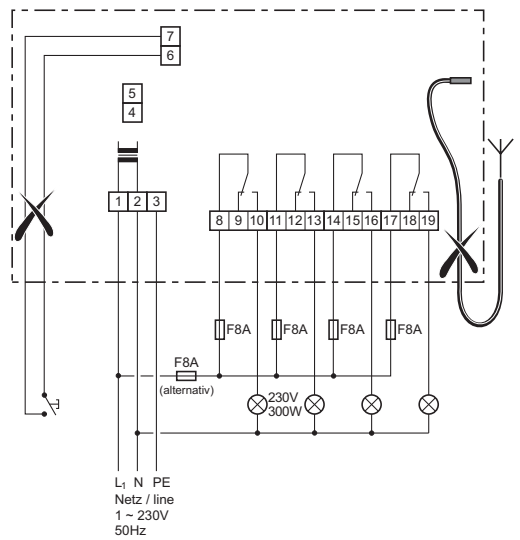 7
6
5
4
1 2 3
8 9 10 11 12 13 14 15 16 17 18 19
F8A F8A F8A F8A
F8A
(alternativ)
230V
300W
L₁ N PE
Netz / line
1 ~ 230V
50Hz